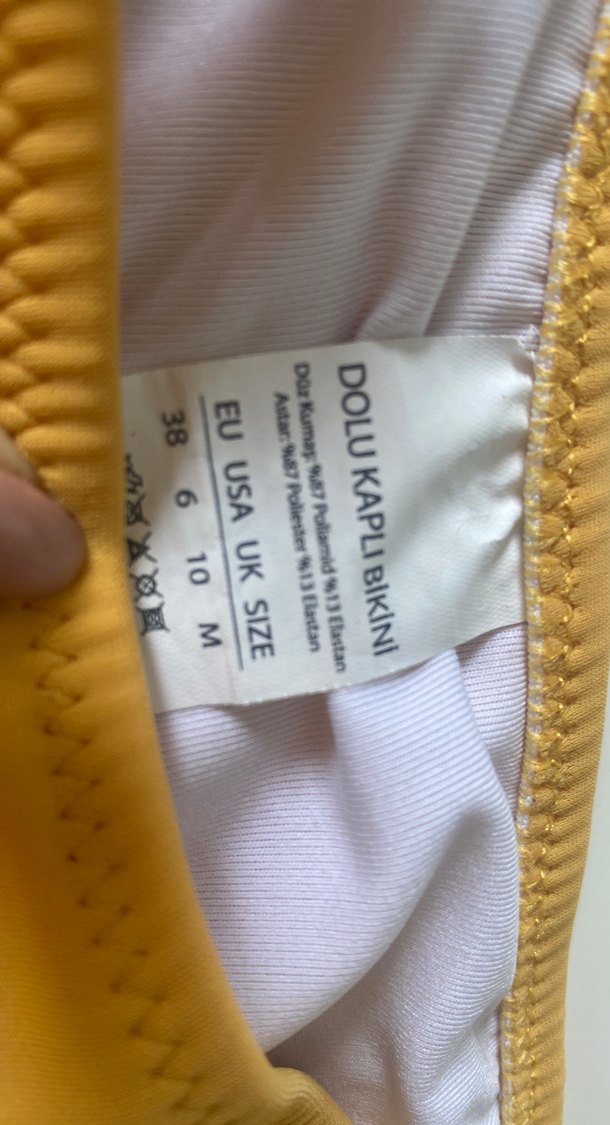 DOLU KAPLI BİKİNİ
Düz Kumaş: %87 Poliamid %13 Elastan
Astar: %87 Poliester %13 Elastan
EU USA UK SIZE
38 6 10 M